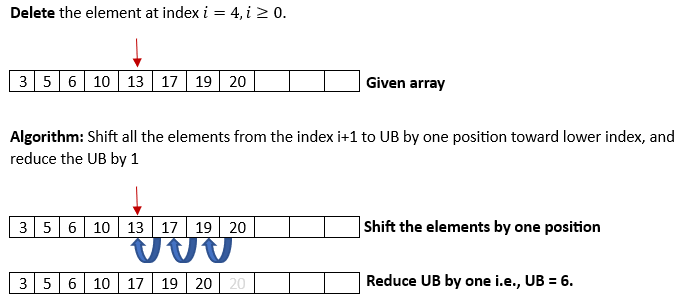 Delete the element at index i = 4, i ≥ 0.
3 5 6 10 13 17 19 20 Given array
Algorithm: Shift all the elements from the index i+1 to UB by one position toward lower index, and
reduce the UB by 1
3 5 6 10 13 17 19 20 Shift the elements by one position
3 5 6 10 17 19 20 20 Reduce UB by one i.e., UB = 6.